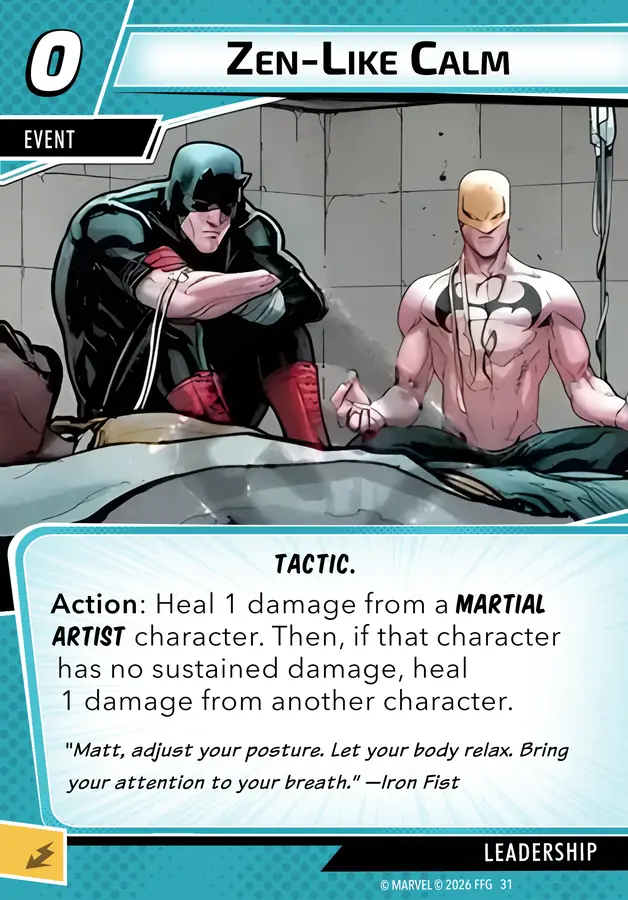 0
ZEN-LIKE CALM
EVENT
TACTIC.
Action: Heal 1 damage from a MARTIAL
ARTIST character. Then, if that character
has no sustained damage, heal
1 damage from another character.
"Matt, adjust your posture. Let your body relax. Bring
your attention to your breath." —Iron Fist
LEADERSHIP
© MARVEL © 2026 FFG 31